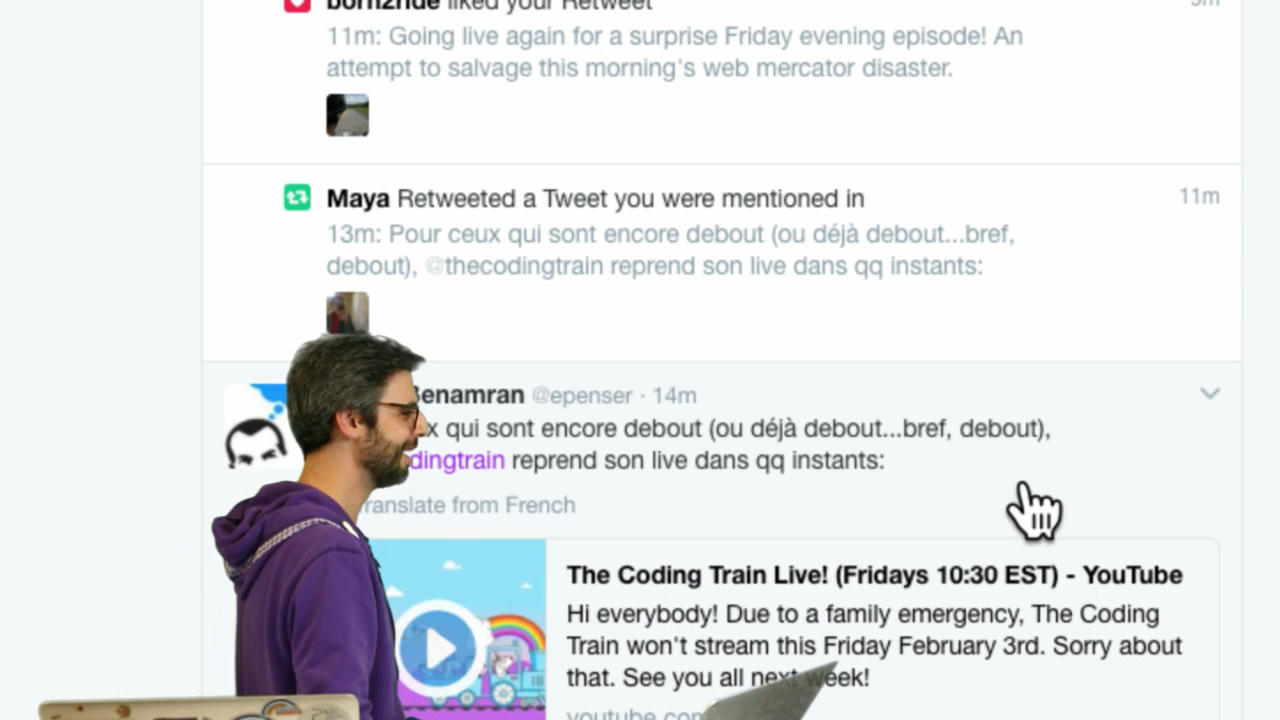 born2ride liked your Retweet
11m: Going live again for a surprise Friday evening episode! An
attempt to salvage this morning's web mercator disaster.
Maya Retweeted a Tweet you were mentioned in
11m
13m: Pour ceux qui sont encore debout (ou déjà debout...bref,
debout), @thecodingtrain reprend son live dans qq instants:
Benamran @epenser · 14m
x qui sont encore debout (ou déjà debout...bref, debout),
dingtrain reprend son live dans qq instants:
ranslate from French
The Coding Train Live! (Fridays 10:30 EST) - YouTube
Hi everybody! Due to a family emergency, The Coding
Train won't stream this Friday February 3rd. Sorry about
that. See you all next week!
youtube.com